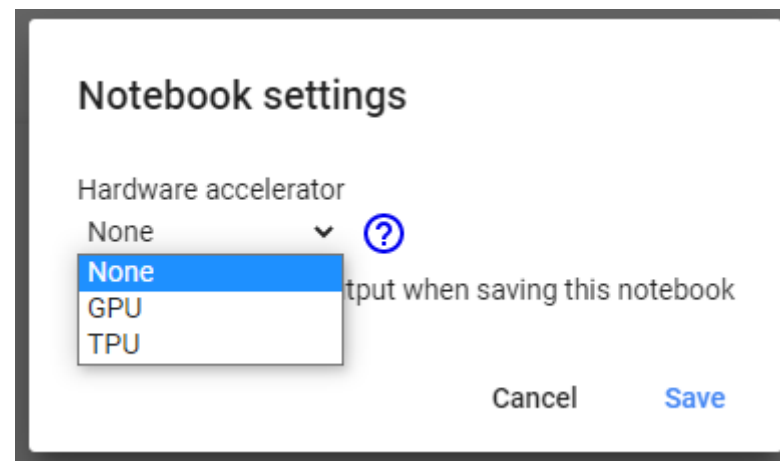 Notebook settings
Hardware accelerator
None
None
GPU
TPU
tput when saving this notebook
Cancel
Save